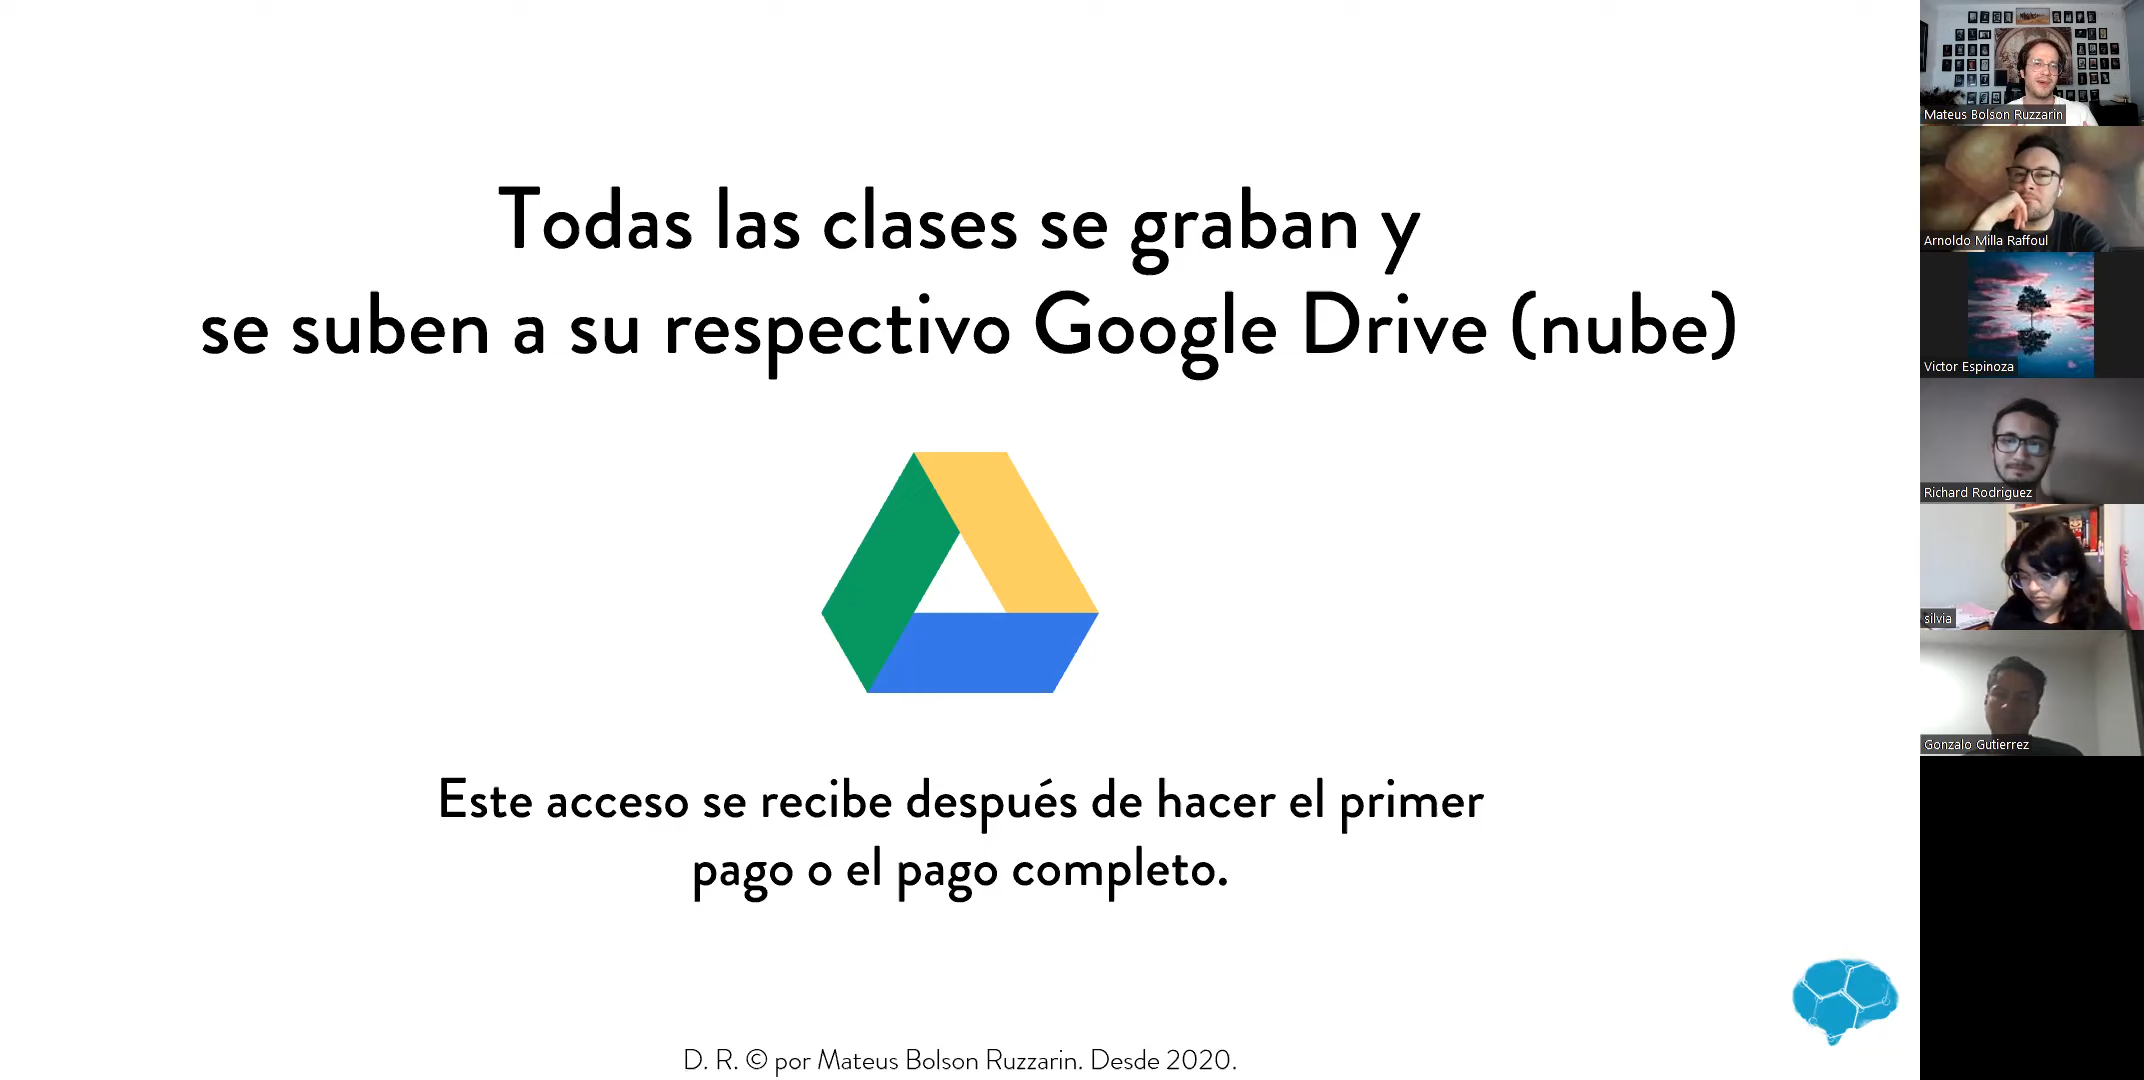 Todas las clases se graban y
se suben a su respectivo Google Drive (nube)
Este acceso se recibe después de hacer el primer
pago o el pago completo.
D. R. © por Mateus Bolson Ruzzarin. Desde 2020.
Mateus Bolson Ruzzarin
Arnoldo Milla Raffoul
Victor Espinoza
Richard Rodriguez
silvia
Gonzalo Gutierrez